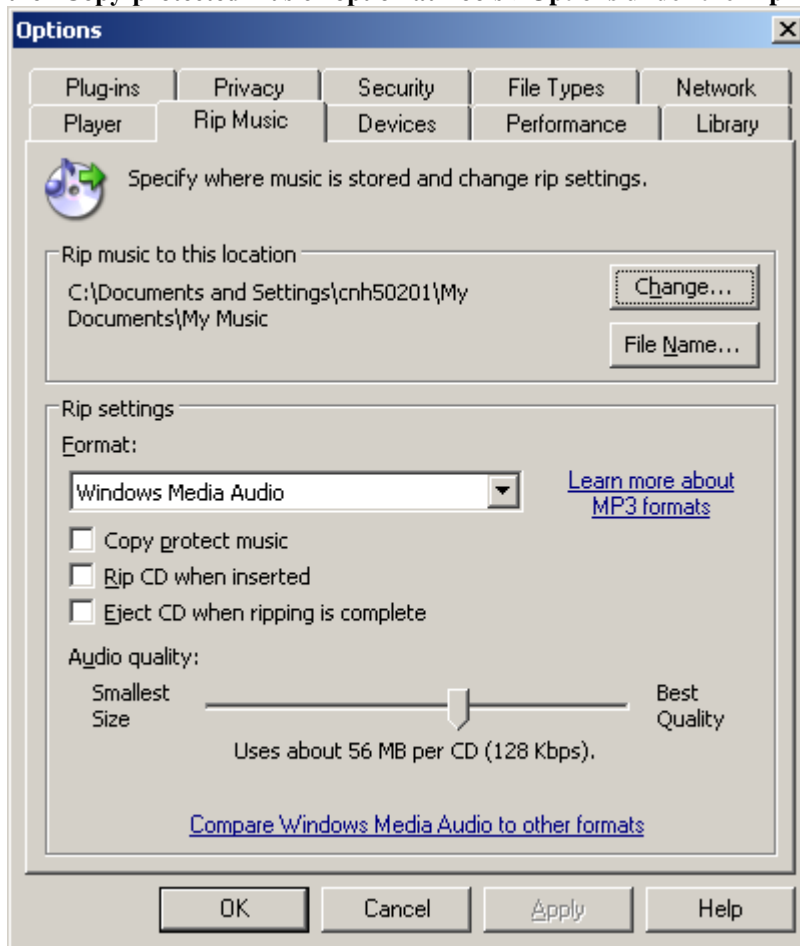 Options
Plug-ins Privacy Security File Types Network
Player Rip Music Devices Performance Library
Specify where music is stored and change rip settings.
Rip music to this location
C:\Documents and Settings\cnh50201\My
Documents\My Music
Change...
File Name...
Rip settings
Format:
Windows Media Audio
Learn more about
MP3 formats
Copy protect music
Rip CD when inserted
Eject CD when ripping is complete
Audio quality:
Smallest
Size
Best
Quality
Uses about 56 MB per CD (128 Kbps).
Compare Windows Media Audio to other formats
OK Cancel Apply Help